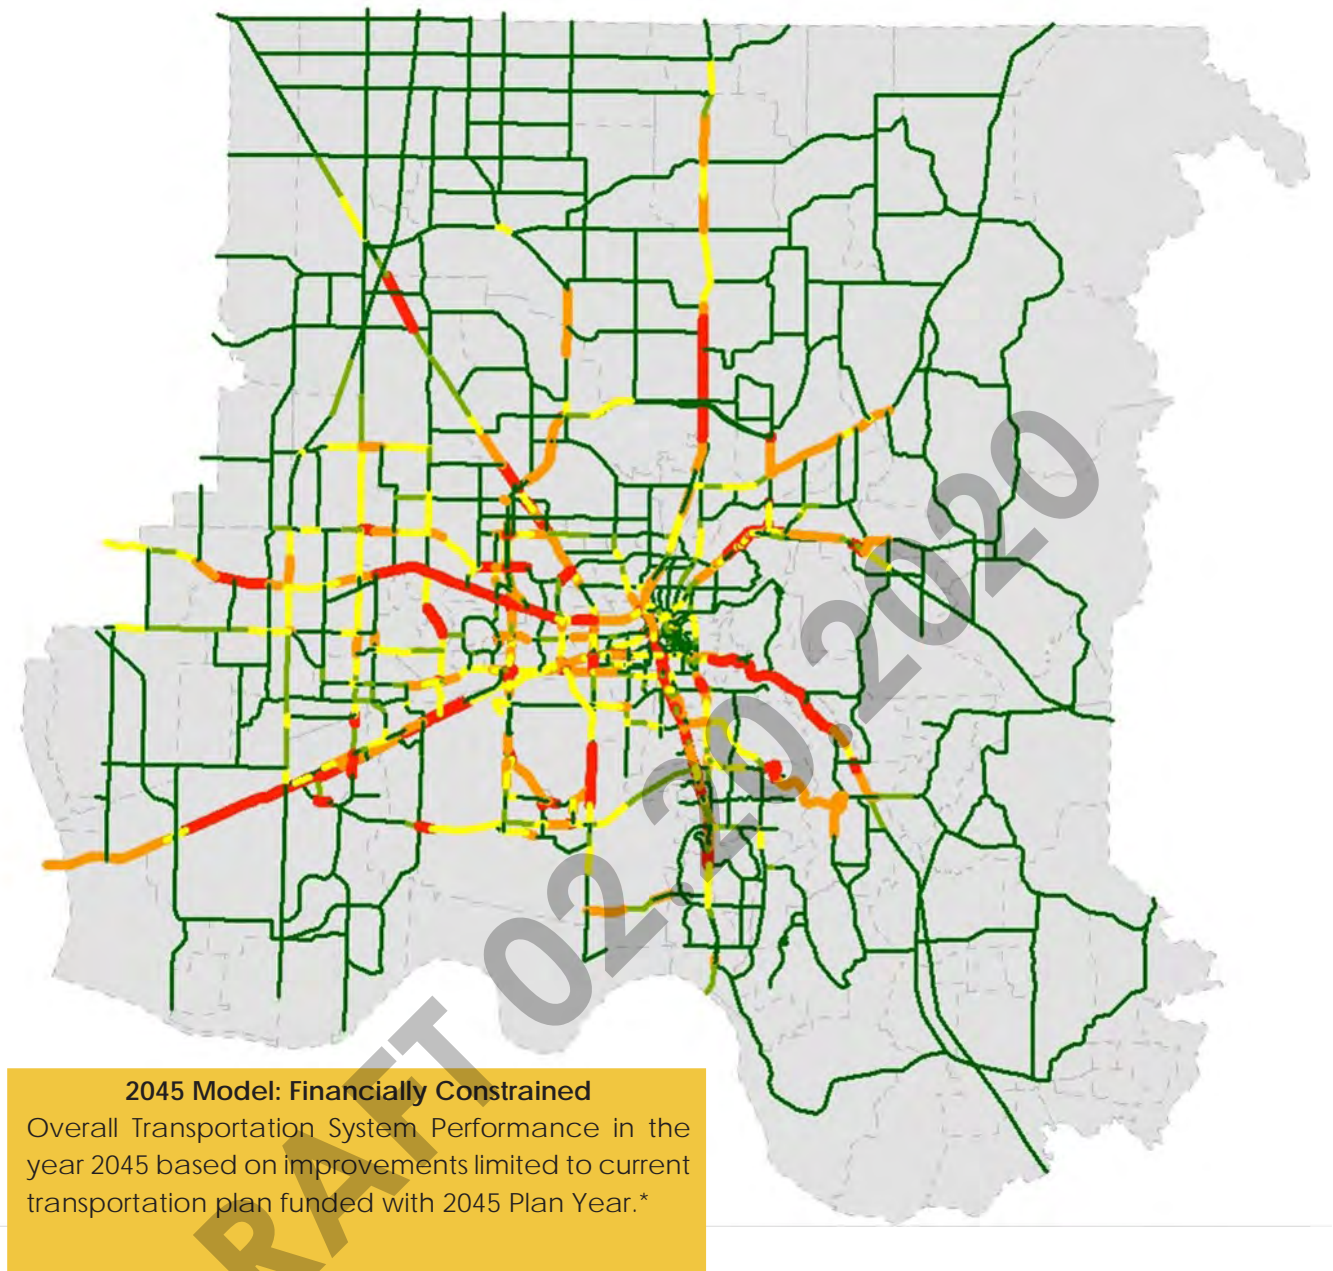 2045 Model: Financially Constrained
Overall Transportation System Performance in the
year 2045 based on improvements limited to current
transportation plan funded with 2045 Plan Year.*
RAFT 02.20.2020